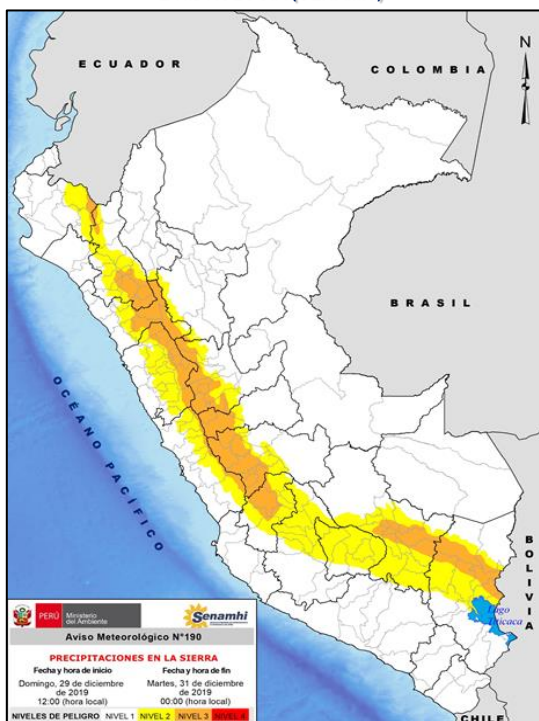 ECUADOR
COLOMBIA
N
BRASIL
OCÉANO PACÍFICO
BOLIVIA
Lago
Titicaca
CHILE
PERÚ
Ministerio
del Ambiente
Senamhi
Aviso Meteorológico N°190
PRECIPITACIONES EN LA SIERRA
Fecha y hora de inicio
Fecha y hora de fin
Domingo, 29 de diciembre
de 2019
12:00 (hora local)
Martes, 31 de diciembre
de 2019
00:00 (hora local)
NIVELES DE PELIGRO NIVEL 1 NIVEL 2 NIVEL 3 NIVEL 4